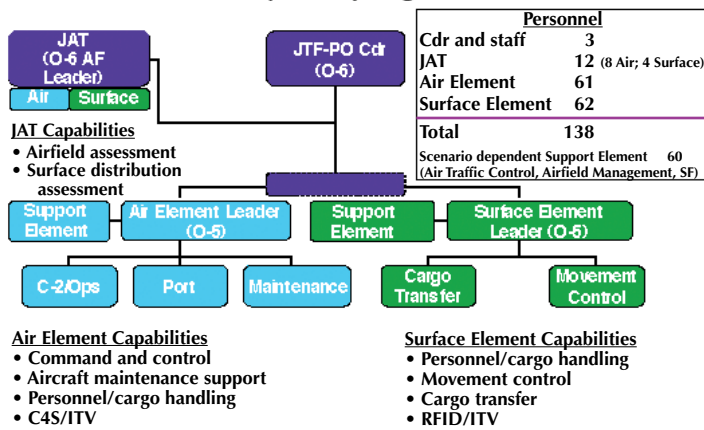 JAT
(O-6 AF
Leader)
Air
Surface
JTF-PO Cdr
(O-6)
Personnel
Cdr and staff 3
JAT 12 (8 Air; 4 Surface)
Air Element 61
Surface Element 62
Total 138
Scenario dependent Support Element 60
(Air Traffic Control, Airfield Management, SF)
JAT Capabilities
• Airfield assessment
• Surface distribution
assessment
Support
Element
Air Element Leader
(O-5)
Support
Element
Surface Element
Leader (O-5)
C-2/Ops
Port
Maintenance
Cargo
Transfer
Movement
Control
Air Element Capabilities
• Command and control
• Aircraft maintenance support
• Personnel/cargo handling
• C4S/ITV
Surface Element Capabilities
• Personnel/cargo handling
• Movement control
• Cargo transfer
• RFID/ITV